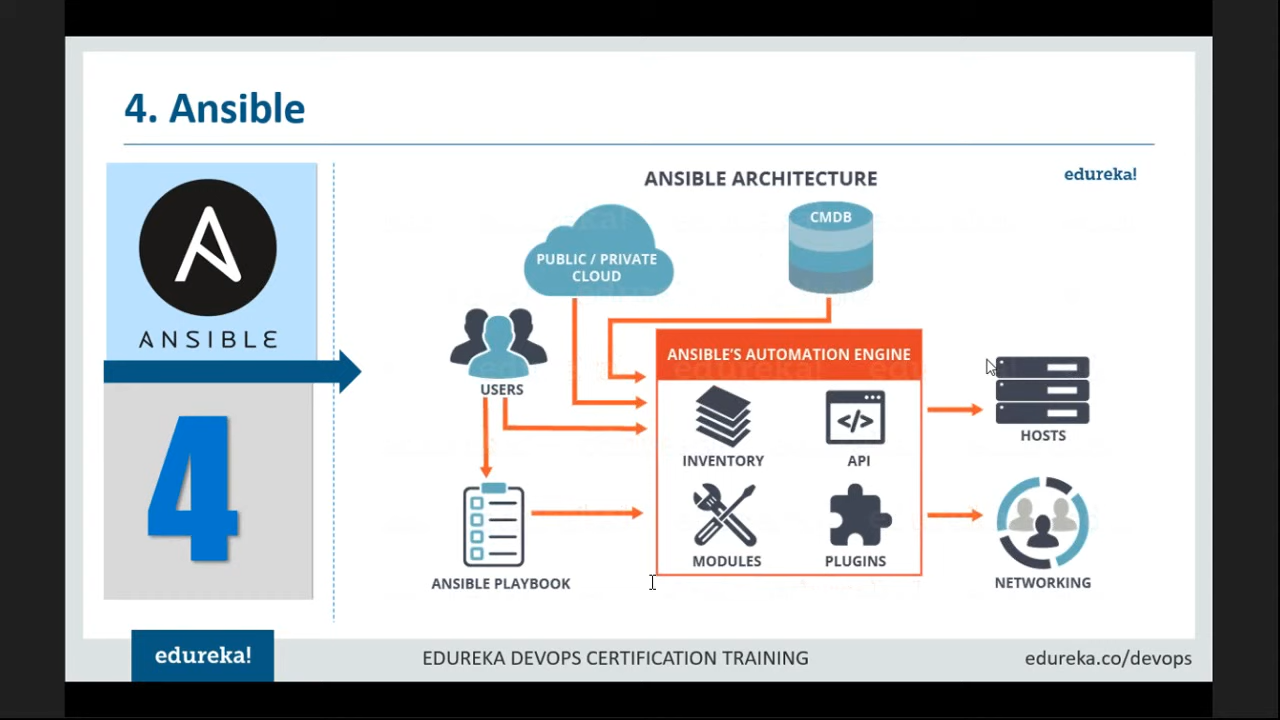 4. Ansible
ANSIBLE
4
ANSIBLE ARCHITECTURE
edureka!
PUBLIC / PRIVATE
CLOUD
CMDB
USERS
ANSIBLE'S AUTOMATION ENGINE
INVENTORY
</>
API
MODULES
PLUGINS
HOSTS
NETWORKING
ANSIBLE PLAYBOOK
edureka!
EDUREKA DEVOPS CERTIFICATION TRAINING
edureka.co/devops